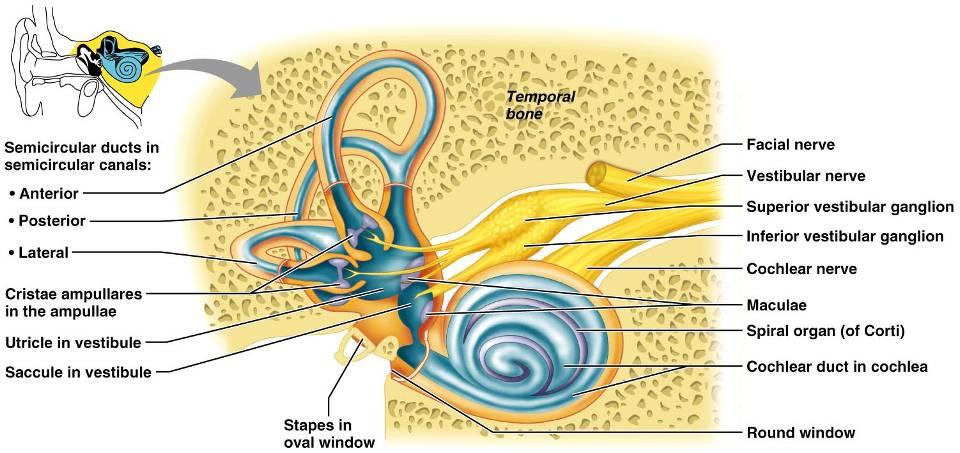 Temporal
bone
Semicircular ducts in
semicircular canals:
• Anterior
• Posterior
• Lateral
Cristae ampullares
in the ampullae
Utricle in vestibule
Saccule in vestibule
Stapes in
oval window
Facial nerve
Vestibular nerve
Superior vestibular ganglion
Inferior vestibular ganglion
Cochlear nerve
Maculae
Spiral organ (of Corti)
Cochlear duct in cochlea
Round window